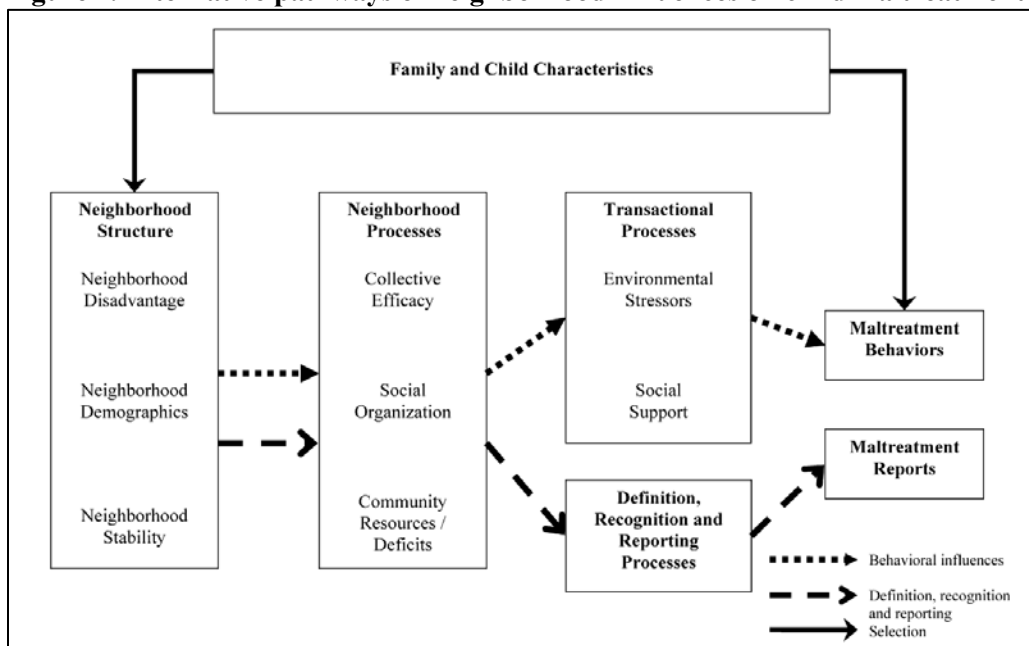 Family and Child Characteristics
Neighborhood
Structure
Neighborhood
Disadvantage
Neighborhood
Demographics
Neighborhood
Stability
Neighborhood
Processes
Collective
Efficacy
Social
Organization
Community
Resources /
Deficits
Transactional
Processes
Environmental
Stressors
Social
Support
Definition,
Recognition and
Reporting
Processes
Maltreatment
Behaviors
Maltreatment
Reports
Behavioral influences
Definition, recognition
and reporting
Selection